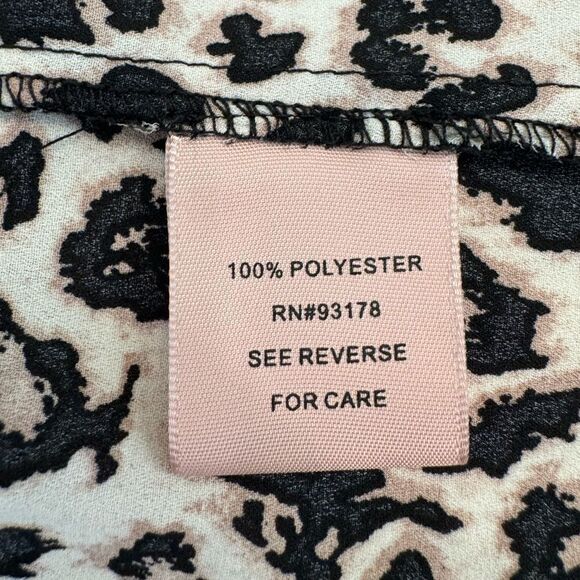 100% POLYESTER
RN#93178
SEE REVERSE
FOR CARE